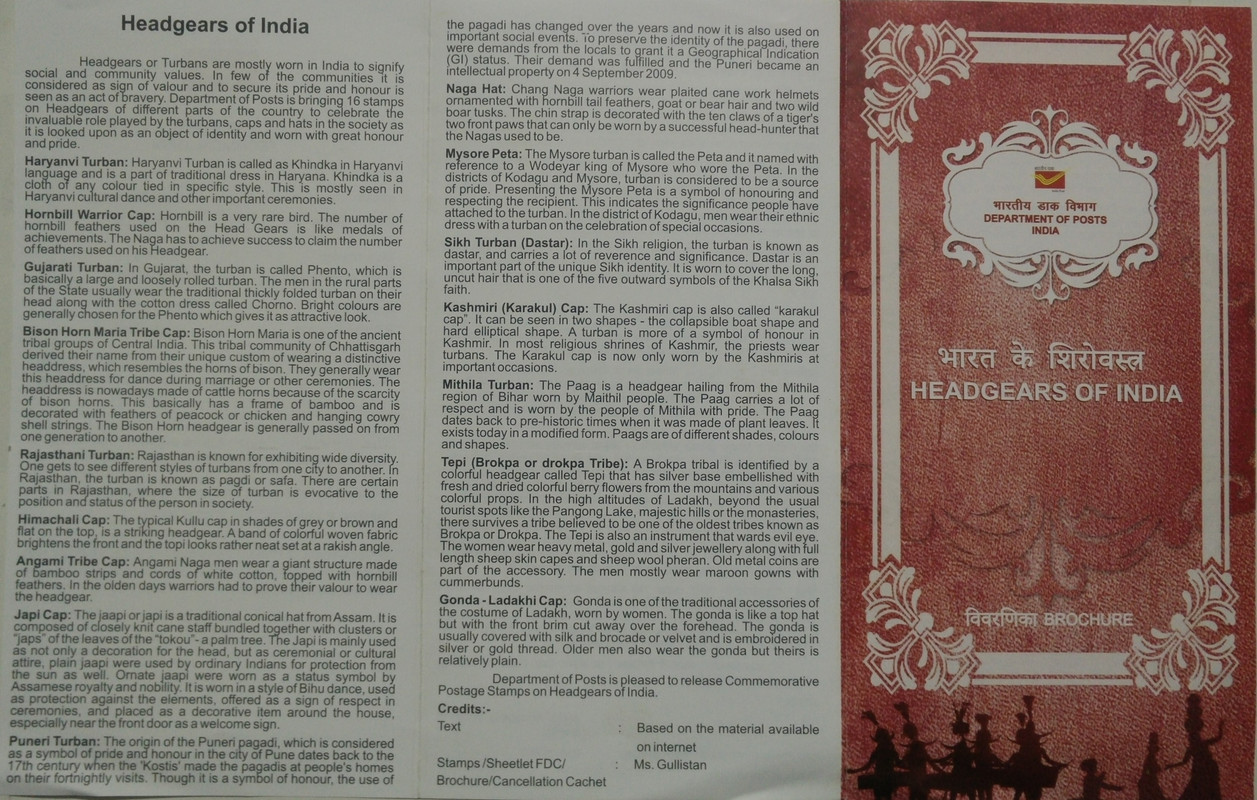 Headgears of India
Headgears or Turbans are mostly worn in India to signify
social and community values. In few of the communities it is
considered as sign of valour and to secure its pride and honour is
seen as an act of bravery. Department of Posts is bringing 16 stamps
on Headgears of different parts of the country to celebrate the
invaluable role played by the turbans, caps and hats in the society as
it is looked upon as an object of identity and worn with great honour
and pride.
Haryanvi Turban: Haryanvi Turban is called as Khindka in Haryanvi
language and is a part of traditional dress in Haryana. Khindka is a
cloth of any colour tied in specific style. This is mostly seen in
Haryanvi cultural dance and other important ceremonies.
Hornbill Warrior Cap: Hornbill is a very rare bird. The number of
hornbill feathers used on the Head Gears is like medals of
achievements. The Naga has to achieve success to claim the number
of feathers used on his Headgear.
Gujarati Turban: In Gujarat, the turban is called Phento, which is
basically a large and loosely rolled turban. The men in the rural parts
of the State usually wear the traditional thickly folded turban on their
head along with the cotton dress called Chorno. Bright colours are
generally chosen for the Phento which gives it as attractive look.
Bison Horn Maria Tribe Cap: Bison Horn Maria is one of the ancient
tribal groups of Central India. This tribal community of Chhattisgarh
derived their name from their unique custom of wearing a distinctive
headdress, which resembles the horns of bison. They generally wear
this headdress for dance during marriage or other ceremonies. The
headdress is nowadays made of cattle horns because of the scarcity
of bison horns. This basically has a frame of bamboo and is
decorated with feathers of peacock or chicken and hanging cowry
shell strings. The Bison Horn headgear is generally passed on from
one generation to another.
Rajasthani Turban: Rajasthan is known for exhibiting wide diversity.
One gets to see different styles of turbans from one city to another. In
Rajasthan, the turban is known as pagdi or safa. There are certain
parts in Rajasthan, where the size of turban is evocative to the
position and status of the person in society.
Himachali Cap: The typical Kullu cap in shades of grey or brown and
flat on the top, is a striking headgear. A band of colorful woven fabric
brightens the front and the topi looks rather neat set at a rakish angle.
Angami Tribe Cap: Angami Naga men wear a giant structure made
of bamboo strips and cords of white cotton, topped with hornbill
feathers. In the olden days warriors had to prove their valour to wear
the headgear.
Japi Cap: The jaapi or japi is a traditional conical hat from Assam. It is
composed of closely knit cane staff bundled together with clusters or
"japs" of the leaves of the "tokou"- a palm tree. The Japi is mainly used
as not only a decoration for the head, but as ceremonial or cultural
attire, plain jaapi were used by ordinary Indians for protection from
the sun as well. Ornate jaapi were worn as a status symbol by
Assamese royalty and nobility. It is worn in a style of Bihu dance, used
as protection against the elements, offered as a sign of respect in
ceremonies, and placed as a decorative item around the house,
especially near the front door as a welcome sign.
Puneri Turban: The origin of the Puneri pagadi, which is considered
as a symbol of pride and honour in the city of Pune dates back to the
17th century when the 'Kostis' made the pagadis at people's homes
on their fortnightly visits. Though it is a symbol of honour, the use of
the pagadi has changed over the years and now it is also used on
important social events. To preserve the identity of the pagadi, there
were demands from the locals to grant it a Geographical Indication
(GI) status. Their demand was fulfilled and the Puneri became an
intellectual property on 4 September 2009.
Naga Hat: Chang Naga warriors wear plaited cane work helmets
ornamented with hornbill tail feathers, goat or bear hair and two wild
boar tusks. The chin strap is decorated with the ten claws of a tiger's
two front paws that can only be worn by a successful head-hunter that
the Nagas used to be.
Mysore Peta: The Mysore turban is called the Peta and it named with
reference to a Wodeyar king of Mysore who wore the Peta. In the
districts of Kodagu and Mysore, turban is considered to be a source
of pride. Presenting the Mysore Peta is a symbol of honouring and
respecting the recipient. This indicates the significance people have
attached to the turban. In the district of Kodagu, men wear their ethnic
dress with a turban on the celebration of special occasions.
Sikh Turban (Dastar): In the Sikh religion, the turban is known as
dastar, and carries a lot of reverence and significance. Dastar is an
important part of the unique Sikh identity. It is worn to cover the long,
uncut hair that is one of the five outward symbols of the Khalsa Sikh
faith.
Kashmiri (Karakul) Cap: The Kashmiri cap is also called "karakul
cap". It can be seen in two shapes - the collapsible boat shape and
hard elliptical shape. A turban is more of a symbol of honour in
Kashmir. In most religious shrines of Kashmir, the priests wear
turbans. The Karakul cap is now only worn by the Kashmiris at
important occasions.
Mithila Turban: The Paag is a headgear hailing from the Mithila
region of Bihar worn by Maithil people. The Paag carries a lot of
respect and is worn by the people of Mithila with pride. The Paag
dates back to pre-historic times when it was made of plant leaves. It
exists today in a modified form. Paags are of different shades, colours
and shapes.
Tepi (Brokpa or drokpa Tribe): A Brokpa tribal is identified by a
colorful headgear called Tepi that has silver base embellished with
fresh and dried colorful berry flowers from the mountains and various
colorful props. In the high altitudes of Ladakh, beyond the usual
tourist spots like the Pangong Lake, majestic hills or the monasteries,
there survives a tribe believed to be one of the oldest tribes known as
Brokpa or Drokpa. The Tepi is also an instrument that wards evil eye.
The women wear heavy metal, gold and silver jewellery along with full
length sheep skin capes and sheep wool pheran. Old metal coins are
part of the accessory. The men mostly wear maroon gowns with
cummerbunds.
Gonda - Ladakhi Cap: Gonda is one of the traditional accessories of
the costume of Ladakh, worn by women. The gonda is like a top hat
but with the front brim cut away over the forehead. The gonda is
usually covered with silk and brocade or velvet and is embroidered in
silver or gold thread. Older men also wear the gonda but theirs is
relatively plain.
Department of Posts is pleased to release Commemorative
Postage Stamps on Headgears of India.
Credits:-
Text : Based on the material available
on internet
Stamps /Sheetlet FDC/ : Ms. Gullistan
Brochure/Cancellation Cachet
भारतीय डाक विभाग
DEPARTMENT OF POSTS
INDIA
भारत के शिरोवस्त्र
HEADGEARS OF INDIA
विवरणिका BROCHURE